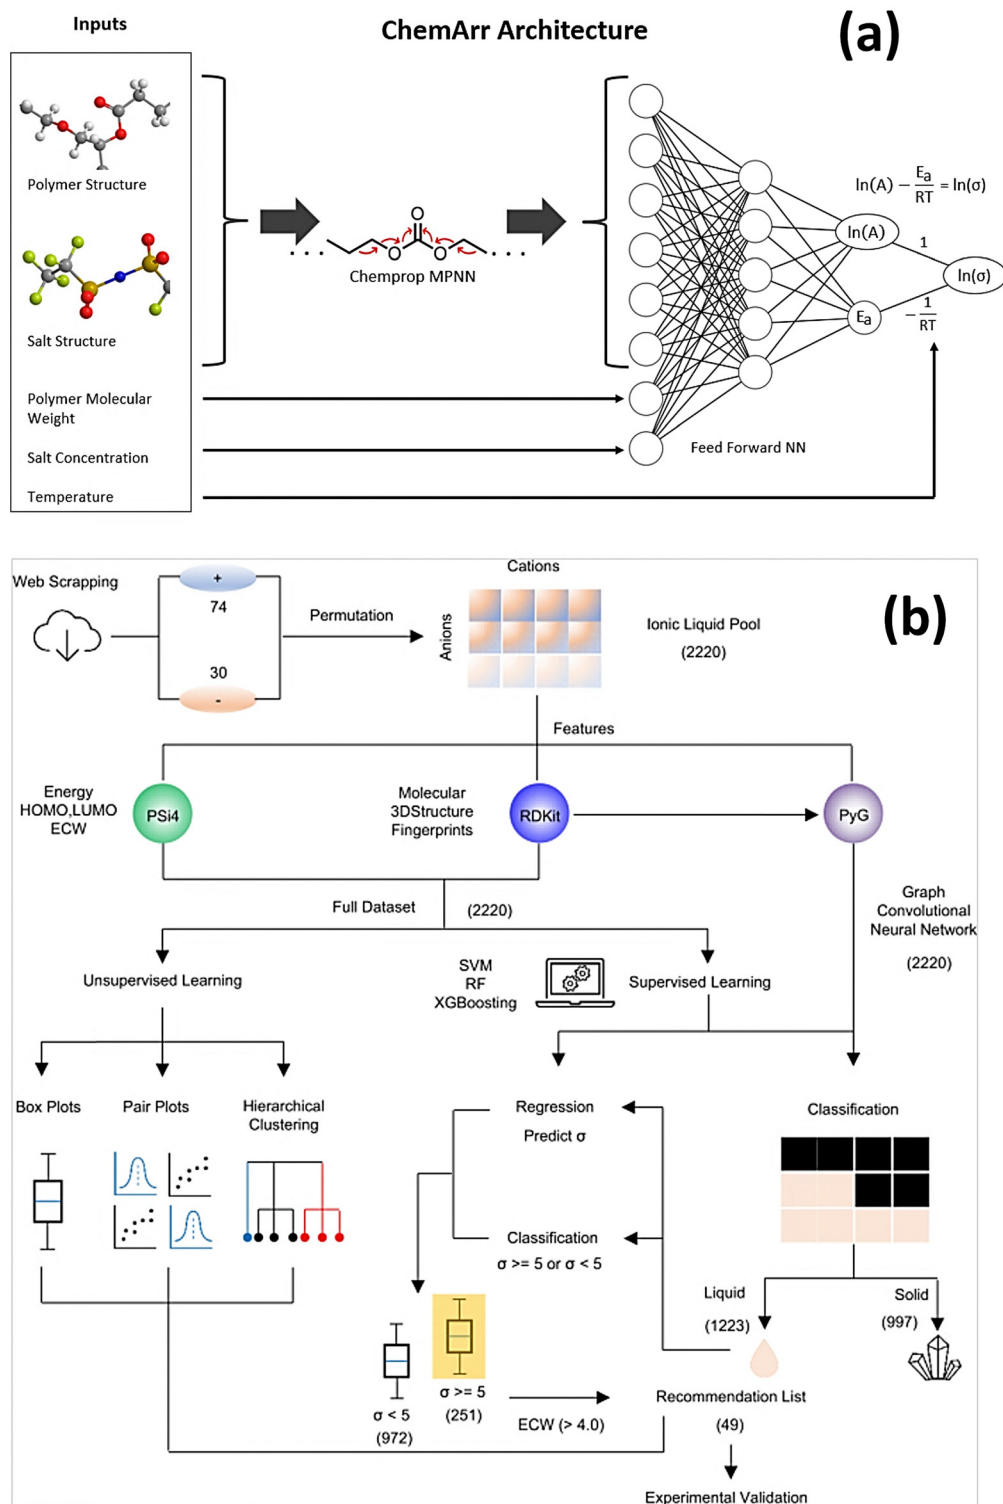 Inputs
ChemArr Architecture
(a)
Polymer Structure
Salt Structure
Polymer Molecular
Weight
Salt Concentration
Temperature
O
O
O
Chemprop MPNN
ln(A) − Ea/RT = ln(σ)
ln(A)
1
ln(σ)
Ea
− 1/RT
Feed Forward NN
(b)
Web Scrapping
+
74
30
-
Permutation
Cations
Anions
Ionic Liquid Pool
(2220)
Features
Energy
HOMO,LUMO
ECW
PSi4
Molecular
3DStructure
Fingerprints
RDKit
PyG
Graph
Convolutional
Neural Network
(2220)
Full Dataset
(2220)
Unsupervised Learning
SVM
RF
XGBoosting
Supervised Learning
Box Plots
Pair Plots
Hierarchical
Clustering
Regression
Predict σ
Classification
σ >= 5 or σ < 5
Classification
Liquid
(1223)
Solid
(997)
σ < 5
(972)
σ >= 5
(251)
ECW (> 4.0)
Recommendation List
(49)
Experimental Validation